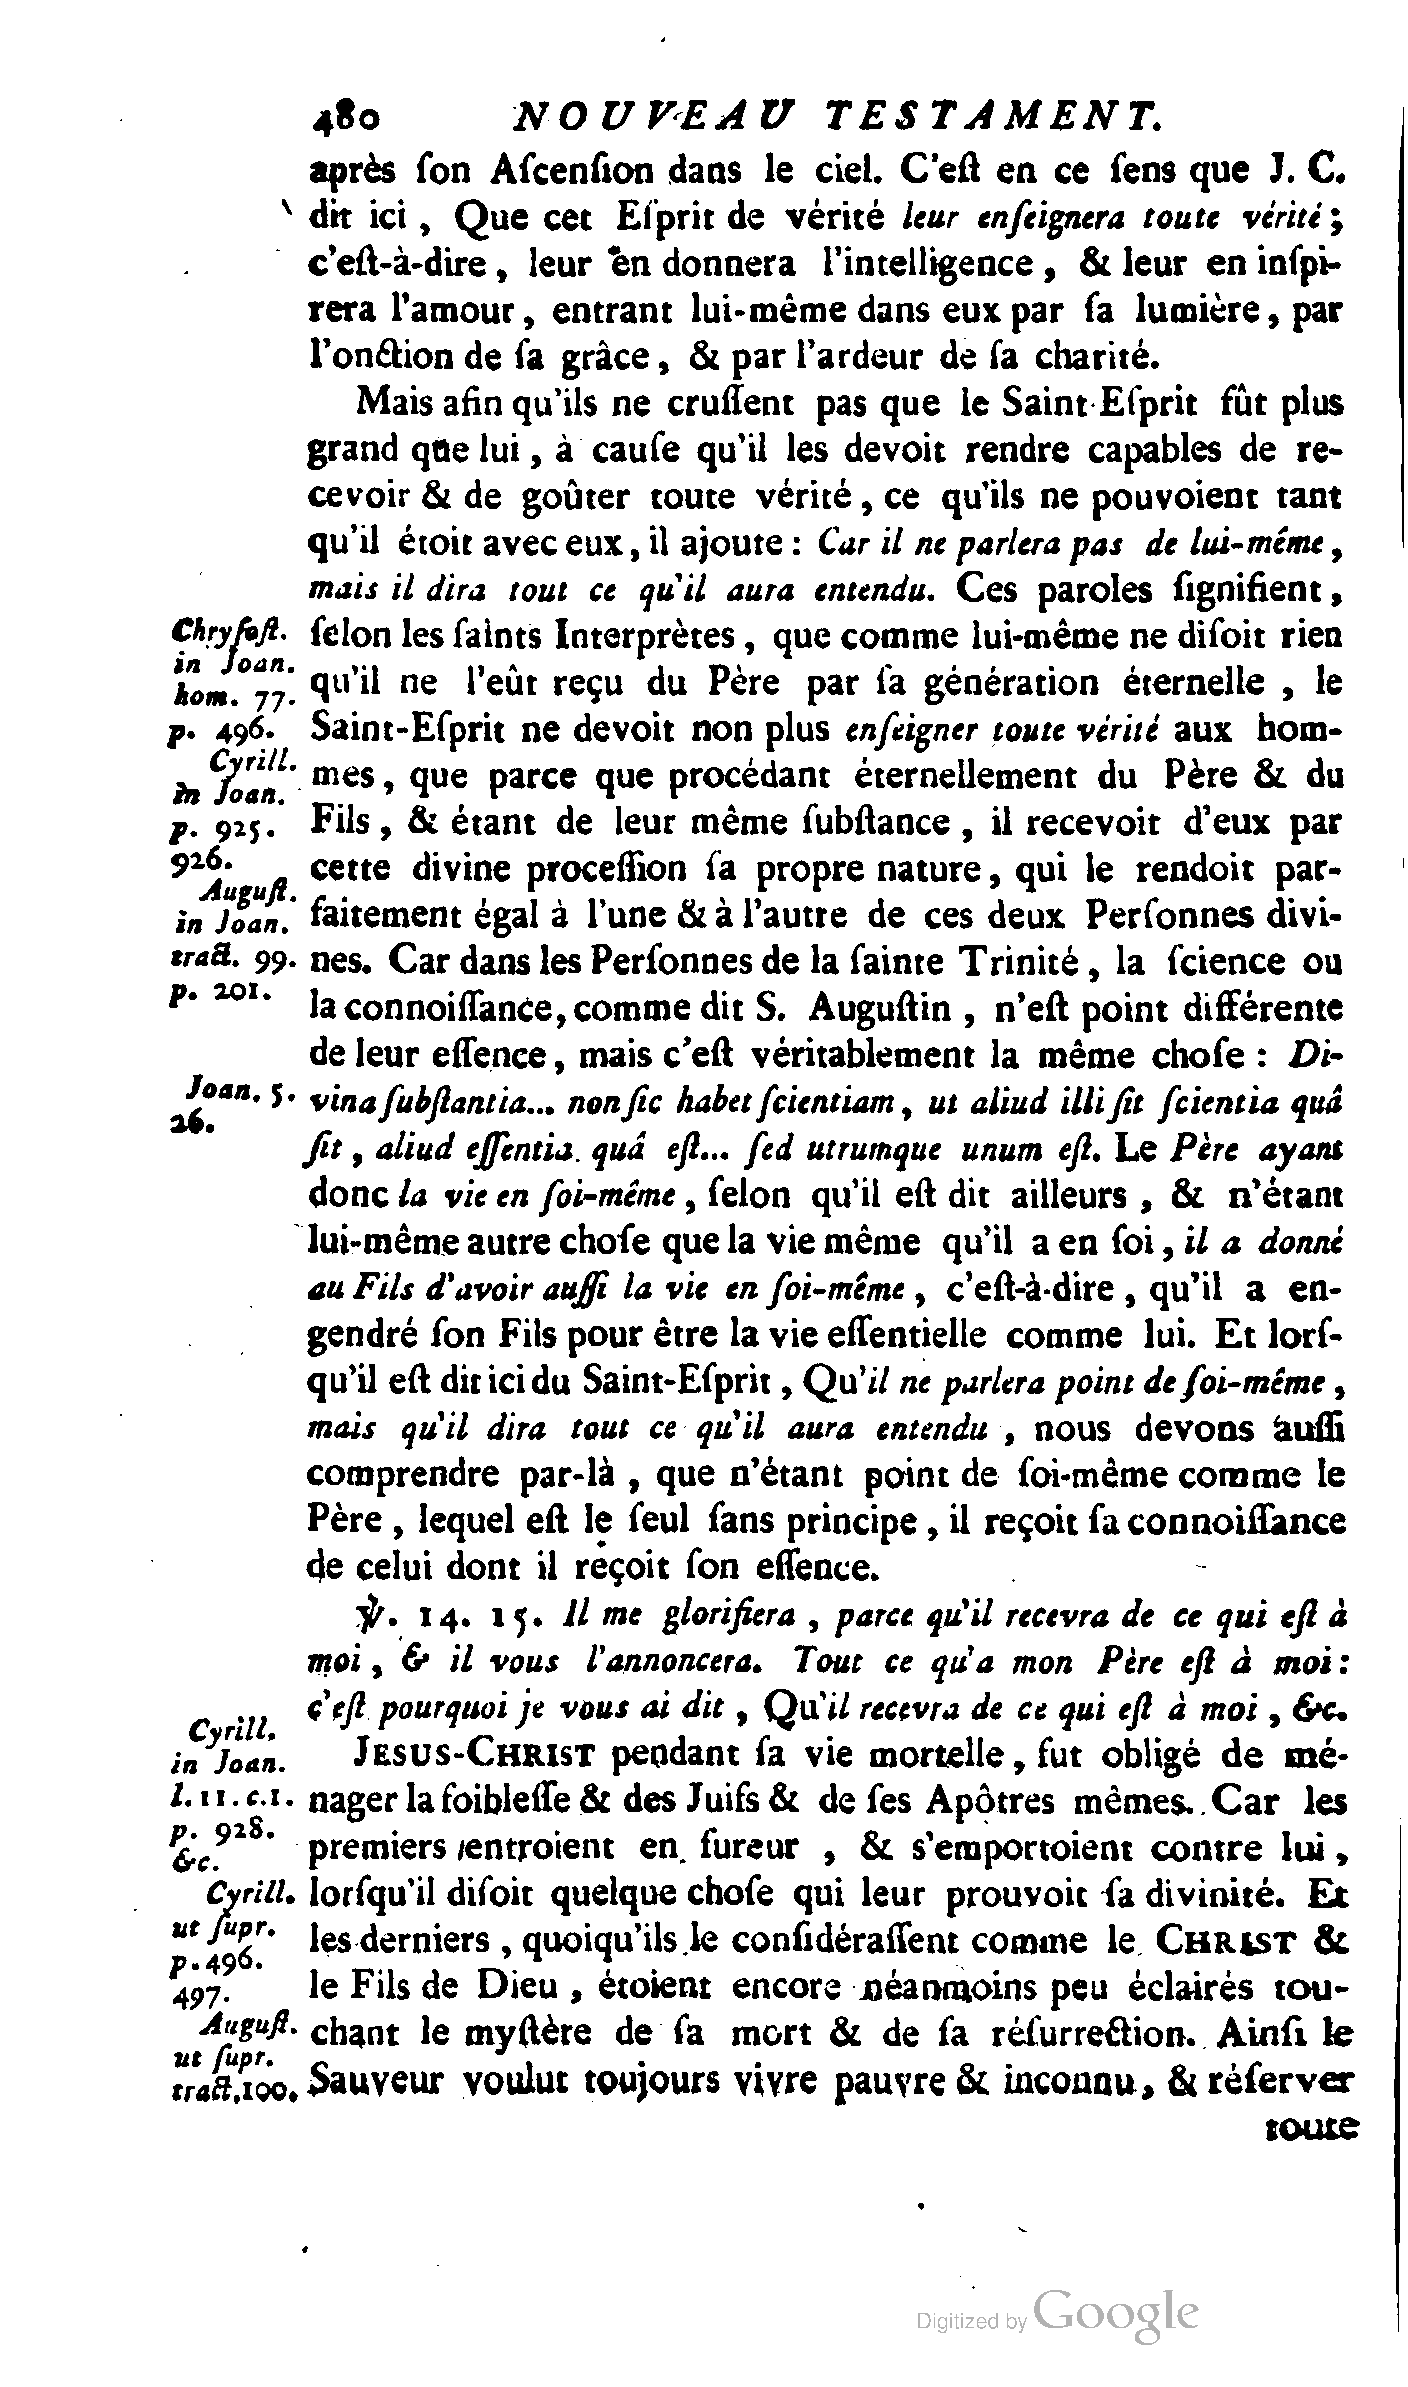 480 NOUVEAU TESTAMENT.
après ſon Aſcenſion dans le ciel. C'eſt en ce ſens que J. C.
dit ici, Que cet Eſprit de vérité leur enſeignera toute vérité;
c'eſt-à-dire, leur en donnera l'intelligence, & leur en inſpi-
rera l'amour, entrant lui-même dans eux par ſa lumière, par
l'onction de ſa grâce, & par l'ardeur de ſa charité.
Mais afin qu'ils ne cruſſent pas que le Saint-Eſprit fût plus
grand que lui, à cauſe qu'il les devoit rendre capables de re-
cevoir & de goûter toute vérité, ce qu'ils ne pouvoient tant
qu'il étoit avec eux, il ajoute: Car il ne parlera pas de lui-même,
mais il dira tout ce qu'il aura entendu. Ces paroles ſignifient,
ſelon les ſaints Interprètes, que comme lui-même ne diſoit rien
qu'il ne l'eût reçu du Père par ſa génération éternelle, le
Saint-Eſprit ne devoit non plus enſeigner toute vérité aux hom-
mes, que parce que procédant éternellement du Père & du
Fils, & étant de leur même ſubſtance, il recevoit d'eux par
cette divine proceſſion ſa propre nature, qui le rendoit par-
faitement égal à l'une & à l'autre de ces deux Perſonnes divi-
nes. Car dans les Perſonnes de la ſainte Trinité, la ſcience ou
la connoiſſance, comme dit S. Auguſtin, n'eſt point différente
de leur eſſence, mais c'eſt véritablement la même choſe: Di-
vina ſubſtantia... non ſic habet ſcientiam, ut aliud illi ſit ſcientia quâ
ſit, aliud eſſentia quâ eſt... ſed utrumque unum eſt. Le Père ayant
donc la vie en ſoi-même, ſelon qu'il eſt dit ailleurs, & n'étant
lui-même autre choſe que la vie même qu'il a en ſoi, il a donné
au Fils d'avoir auſſi la vie en ſoi-même, c'eſt-à-dire, qu'il a en-
gendré ſon Fils pour être la vie eſſentielle comme lui. Et lorſ-
qu'il eſt dit ici du Saint-Eſprit, Qu'il ne parlera point de ſoi-même,
mais qu'il dira tout ce qu'il aura entendu, nous devons auſſi
comprendre par-là, que n'étant point de ſoi-même comme le
Père, lequel eſt le ſeul ſans principe, il reçoit ſa connoiſſance
de celui dont il reçoit ſon eſſence.
℣. 14. 15. Il me glorifiera, parce qu'il recevra de ce qui eſt à
moi, & il vous l'annoncera. Tout ce qu'a mon Père eſt à moi:
c'eſt pourquoi je vous ai dit, Qu'il recevra de ce qui eſt à moi, &c.
JESUS-CHRIST pendant ſa vie mortelle, fut obligé de mé-
nager la foibleſſe & des Juifs & de ſes Apôtres mêmes. Car les
premiers entroient en fureur, & s'emportoient contre lui,
lorſqu'il diſoit quelque choſe qui leur prouvoit ſa divinité. Et
les derniers, quoiqu'ils le conſidéraſſent comme le CHRIST &
le Fils de Dieu, étoient encore néanmoins peu éclairés tou-
chant le myſtère de ſa mort & de ſa réſurrection. Ainſi le
Sauveur voulut toujours vivre pauvre & inconnu, & réſerver
toute
Chryſoſt.
in Joan.
hom. 77.
p. 496.
Cyrill.
in Joan.
p. 925.
926.
Auguſt.
in Joan.
tract. 99.
p. 201.
Joan. 5.
26.
Cyrill.
in Joan.
l. 11. c. 1.
p. 928.
&c.
Cyrill.
ut ſupr.
p. 496.
497.
Auguſt.
ut ſupr.
tract. 100.
Digitized by Google